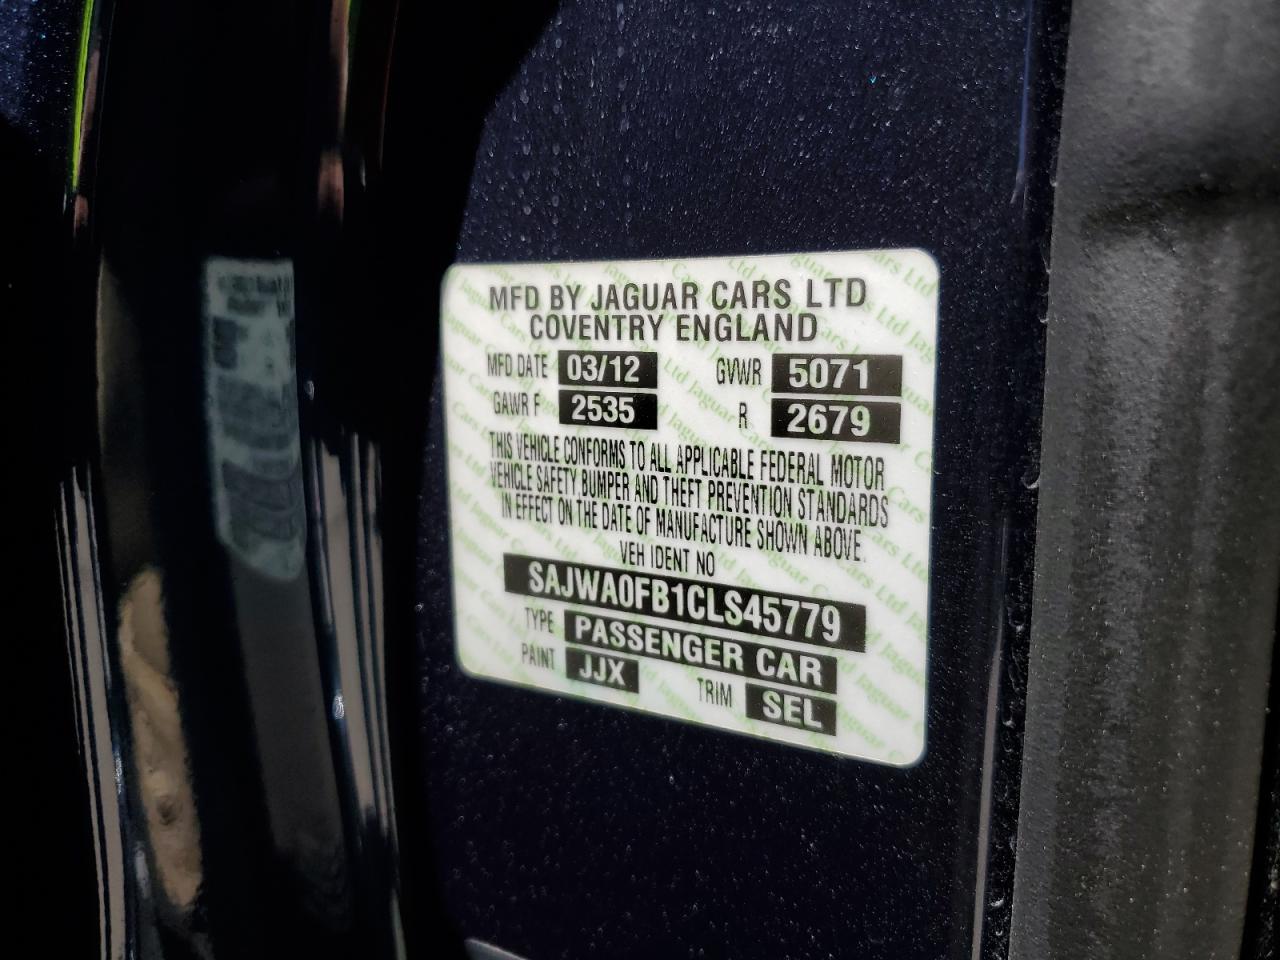 MFD BY JAGUAR CARS LTD
COVENTRY ENGLAND
MFD DATE 03/12 GVWR 5071
GAWR F 2535 R 2679
THIS VEHICLE CONFORMS TO ALL APPLICABLE FEDERAL MOTOR
VEHICLE SAFETY, BUMPER AND THEFT PREVENTION STANDARDS
IN EFFECT ON THE DATE OF MANUFACTURE SHOWN ABOVE.
VEH IDENT NO
SAJWA0FB1CLS45779
TYPE PASSENGER CAR
PAINT JJX TRIM SEL